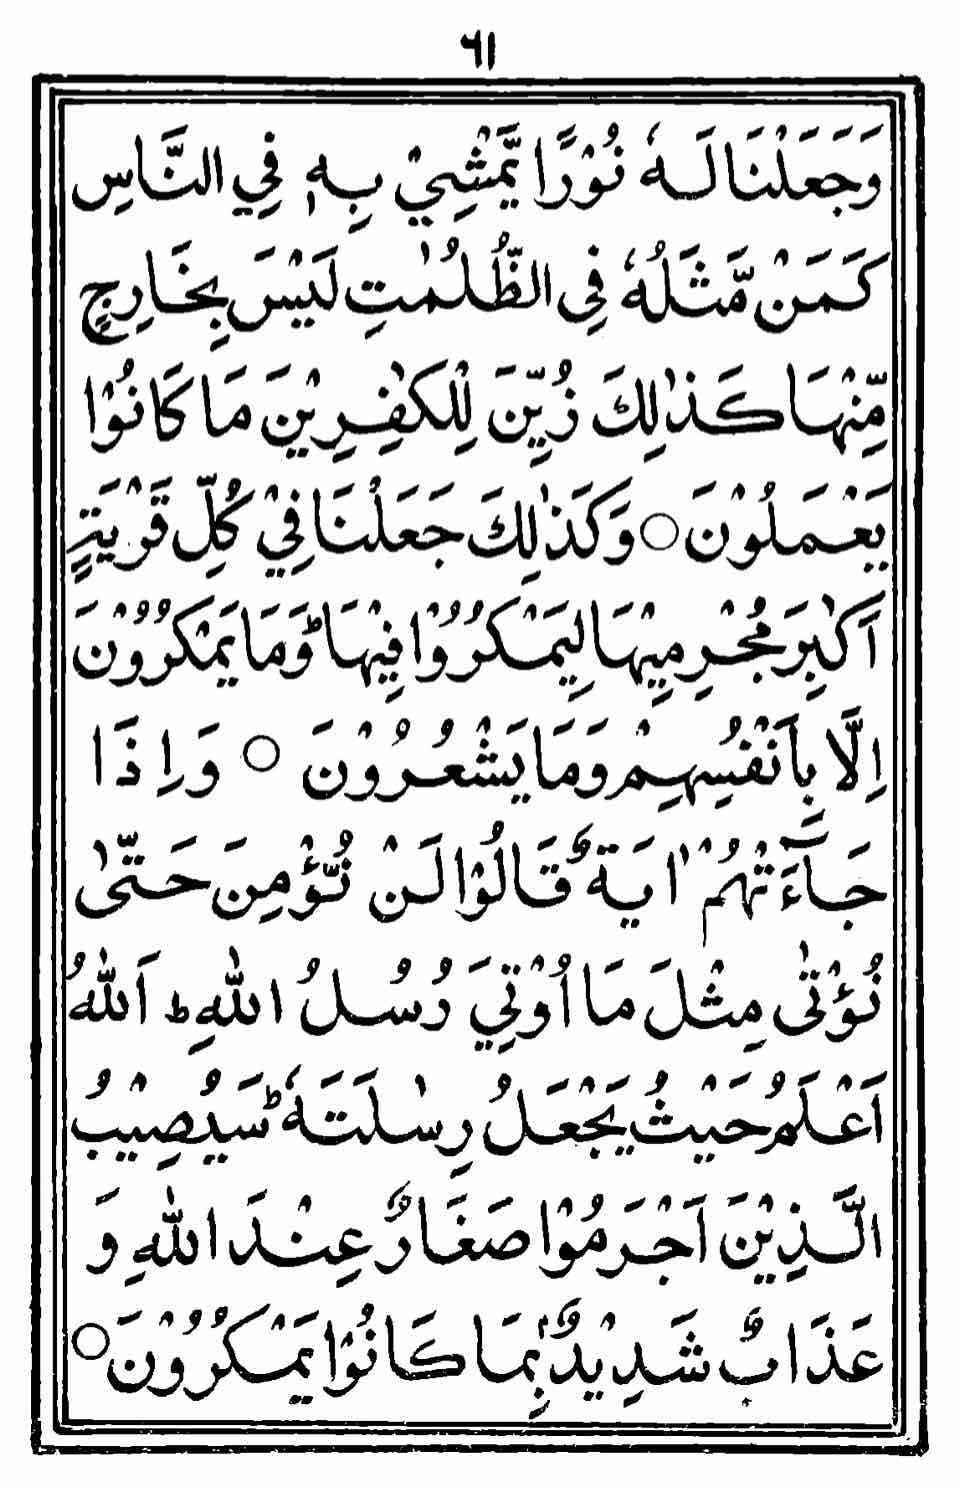 ٦١
وَجَعَلْنَا لَهٗ نُوْرًا يَّمْشِيْ بِهٖ فِي النَّاسِ
كَمَنْ مَّثَلُهٗ فِي الظُّلُمٰتِ لَيْسَ بِخَارِجٍ
مِّنْهَا كَذٰلِكَ زُيِّنَ لِلْكٰفِرِيْنَ مَا كَانُوْا
يَعْمَلُوْنَ ○ وَكَذٰلِكَ جَعَلْنَا فِيْ كُلِّ قَرْيَةٍ
اَكٰبِرَ مُجْرِمِيْهَا لِيَمْكُرُوْا فِيْهَا ؕ وَمَا يَمْكُرُوْنَ
اِلَّا بِاَنْفُسِهِمْ وَمَا يَشْعُرُوْنَ ○ وَاِذَا
جَآءَتْهُمْ اٰيَةٌ قَالُوْا لَنْ نُّؤْمِنَ حَتّٰى
نُؤْتٰى مِثْلَ مَا اُوْتِيَ رُسُلُ اللّٰهِ ط اَللّٰهُ
اَعْلَمُ حَيْثُ يَجْعَلُ رِسٰلَتَهٗ ؕ سَيُصِيْبُ
الَّذِيْنَ اَجْرَمُوْا صَغَارٌ عِنْدَ اللّٰهِ وَ
عَذَابٌ شَدِيْدٌۢ بِمَا كَانُوْا يَمْكُرُوْنَ ○